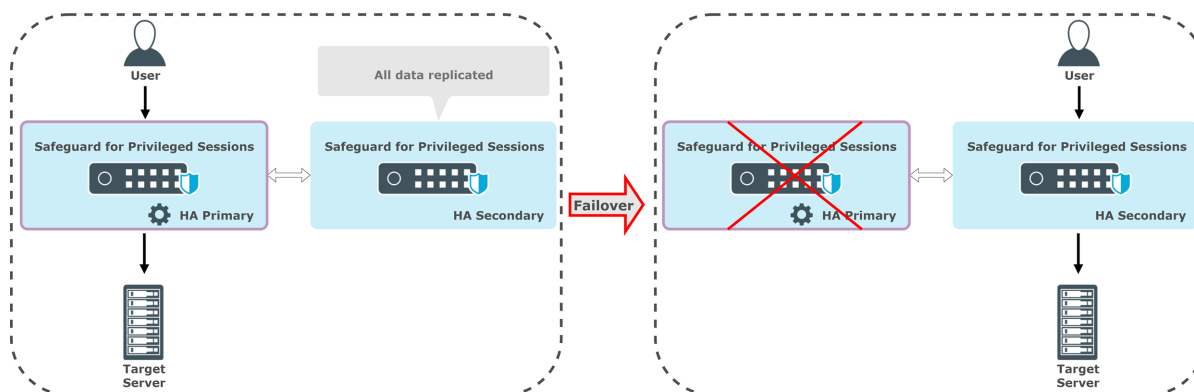 User
All data replicated
Safeguard for Privileged Sessions
HA Primary
Safeguard for Privileged Sessions
HA Secondary
Target
Server
Failover
User
Safeguard for Privileged Sessions
HA Primary
Safeguard for Privileged Sessions
HA Secondary
Target
Server